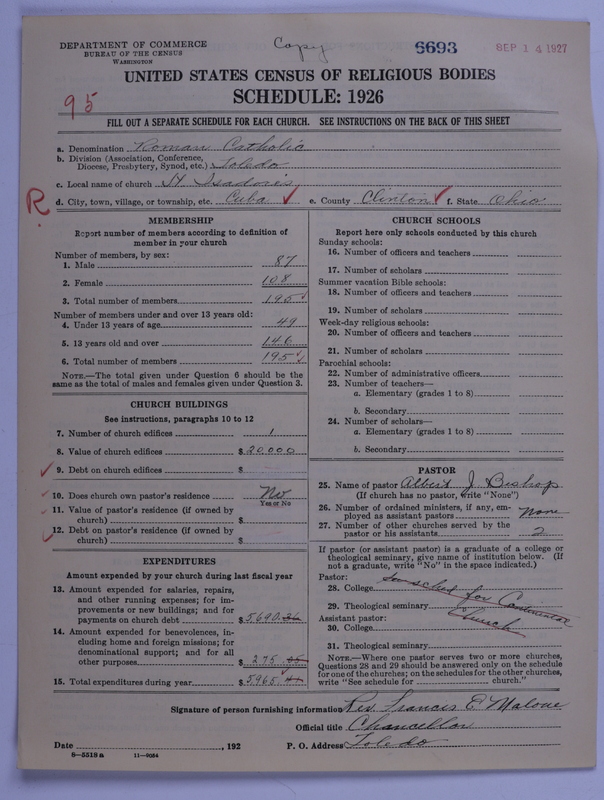 DEPARTMENT OF COMMERCE
BUREAU OF THE CENSUS
WASHINGTON
Copy
6693
SEP 14 1927
UNITED STATES CENSUS OF RELIGIOUS BODIES
SCHEDULE: 1926
95
FILL OUT A SEPARATE SCHEDULE FOR EACH CHURCH. SEE INSTRUCTIONS ON THE BACK OF THIS SHEET
a. Denomination Roman Catholic
b. Division (Association, Conference,
Diocese, Presbytery, Synod, etc.) Toledo
c. Local name of church St Isadores
R.
d. City, town, village, or township, etc. Cuba e. County Clinton f. State Ohio
MEMBERSHIP
Report number of members according to definition of
member in your church
Number of members, by sex:
1. Male 87
2. Female 108
3. Total number of members 195
Number of members under and over 13 years old:
4. Under 13 years of age 49
5. 13 years old and over 146
6. Total number of members 195
NOTE.—The total given under Question 6 should be
same as the total of males and females given under Question 3.
CHURCH BUILDINGS
See instructions, paragraphs 10 to 12
7. Number of church edifices 1
8. Value of church edifices $20,000
9. Debt on church edifices $
10. Does church own pastor's residence No
Yes or No
11. Value of pastor's residence (if owned by
church) $
12. Debt on pastor's residence (if owned by
church) $
EXPENDITURES
Amount expended by your church during last fiscal year
13. Amount expended for salaries, repairs,
and other running expenses; for im-
provements or new buildings; and for
payments on church debt $5,690.36
14. Amount expended for benevolences, in-
cluding home and foreign missions; for
denominational support; and for all
other purposes $275
15. Total expenditures during year $5965
CHURCH SCHOOLS
Report here only schools conducted by this church
Sunday schools:
16. Number of officers and teachers
17. Number of scholars
Summer vacation Bible schools:
18. Number of officers and teachers
19. Number of scholars
Week-day religious schools:
20. Number of officers and teachers
21. Number of scholars
Parochial schools:
22. Number of administrative officers
23. Number of teachers—
a. Elementary (grades 1 to 8)
b. Secondary
24. Number of scholars—
a. Elementary (grades 1 to 8)
b. Secondary
PASTOR
25. Name of pastor Albert J. Bishop
(If church has no pastor, write "None")
26. Number of ordained ministers, if any, em-
ployed as assistant pastors None
27. Number of other churches served by the
pastor or his assistants 2
If pastor (or assistant pastor) is a graduate of a college or
theological seminary, give name of institution below. (If
not a graduate, write "No" in the space indicated.)
Pastor:
28. College See sched for Continental
29. Theological seminary Church
Assistant pastor:
30. College
31. Theological seminary
NOTE.—Where one pastor serves two or more churches,
Questions 28 and 29 should be answered only on the schedule
for one of the churches; on the schedules for the other churches,
write "See schedule for church."
Signature of person furnishing information Rev. Francis E Malone
Official title Chancellor
Date , 192 P. O. Address Toledo
8—5518a 11—9064